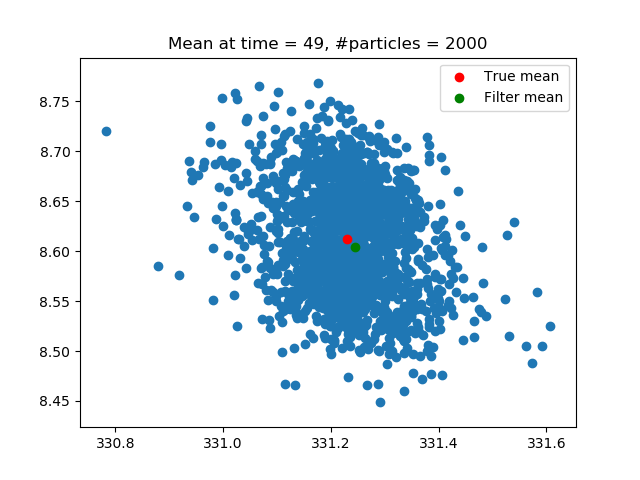 Mean at time = 49, #particles = 2000
True mean
Filter mean
8.75
8.70
8.65
8.60
8.55
8.50
8.45
330.8 331.0 331.2 331.4 331.6